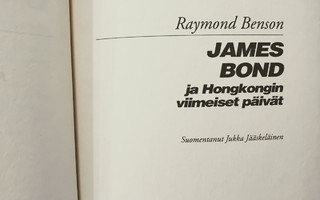 Raymond Benson
JAMES
BOND
ja Hongkongin
viimeiset päivät
Suomentanut Jukka Jääskeläinen